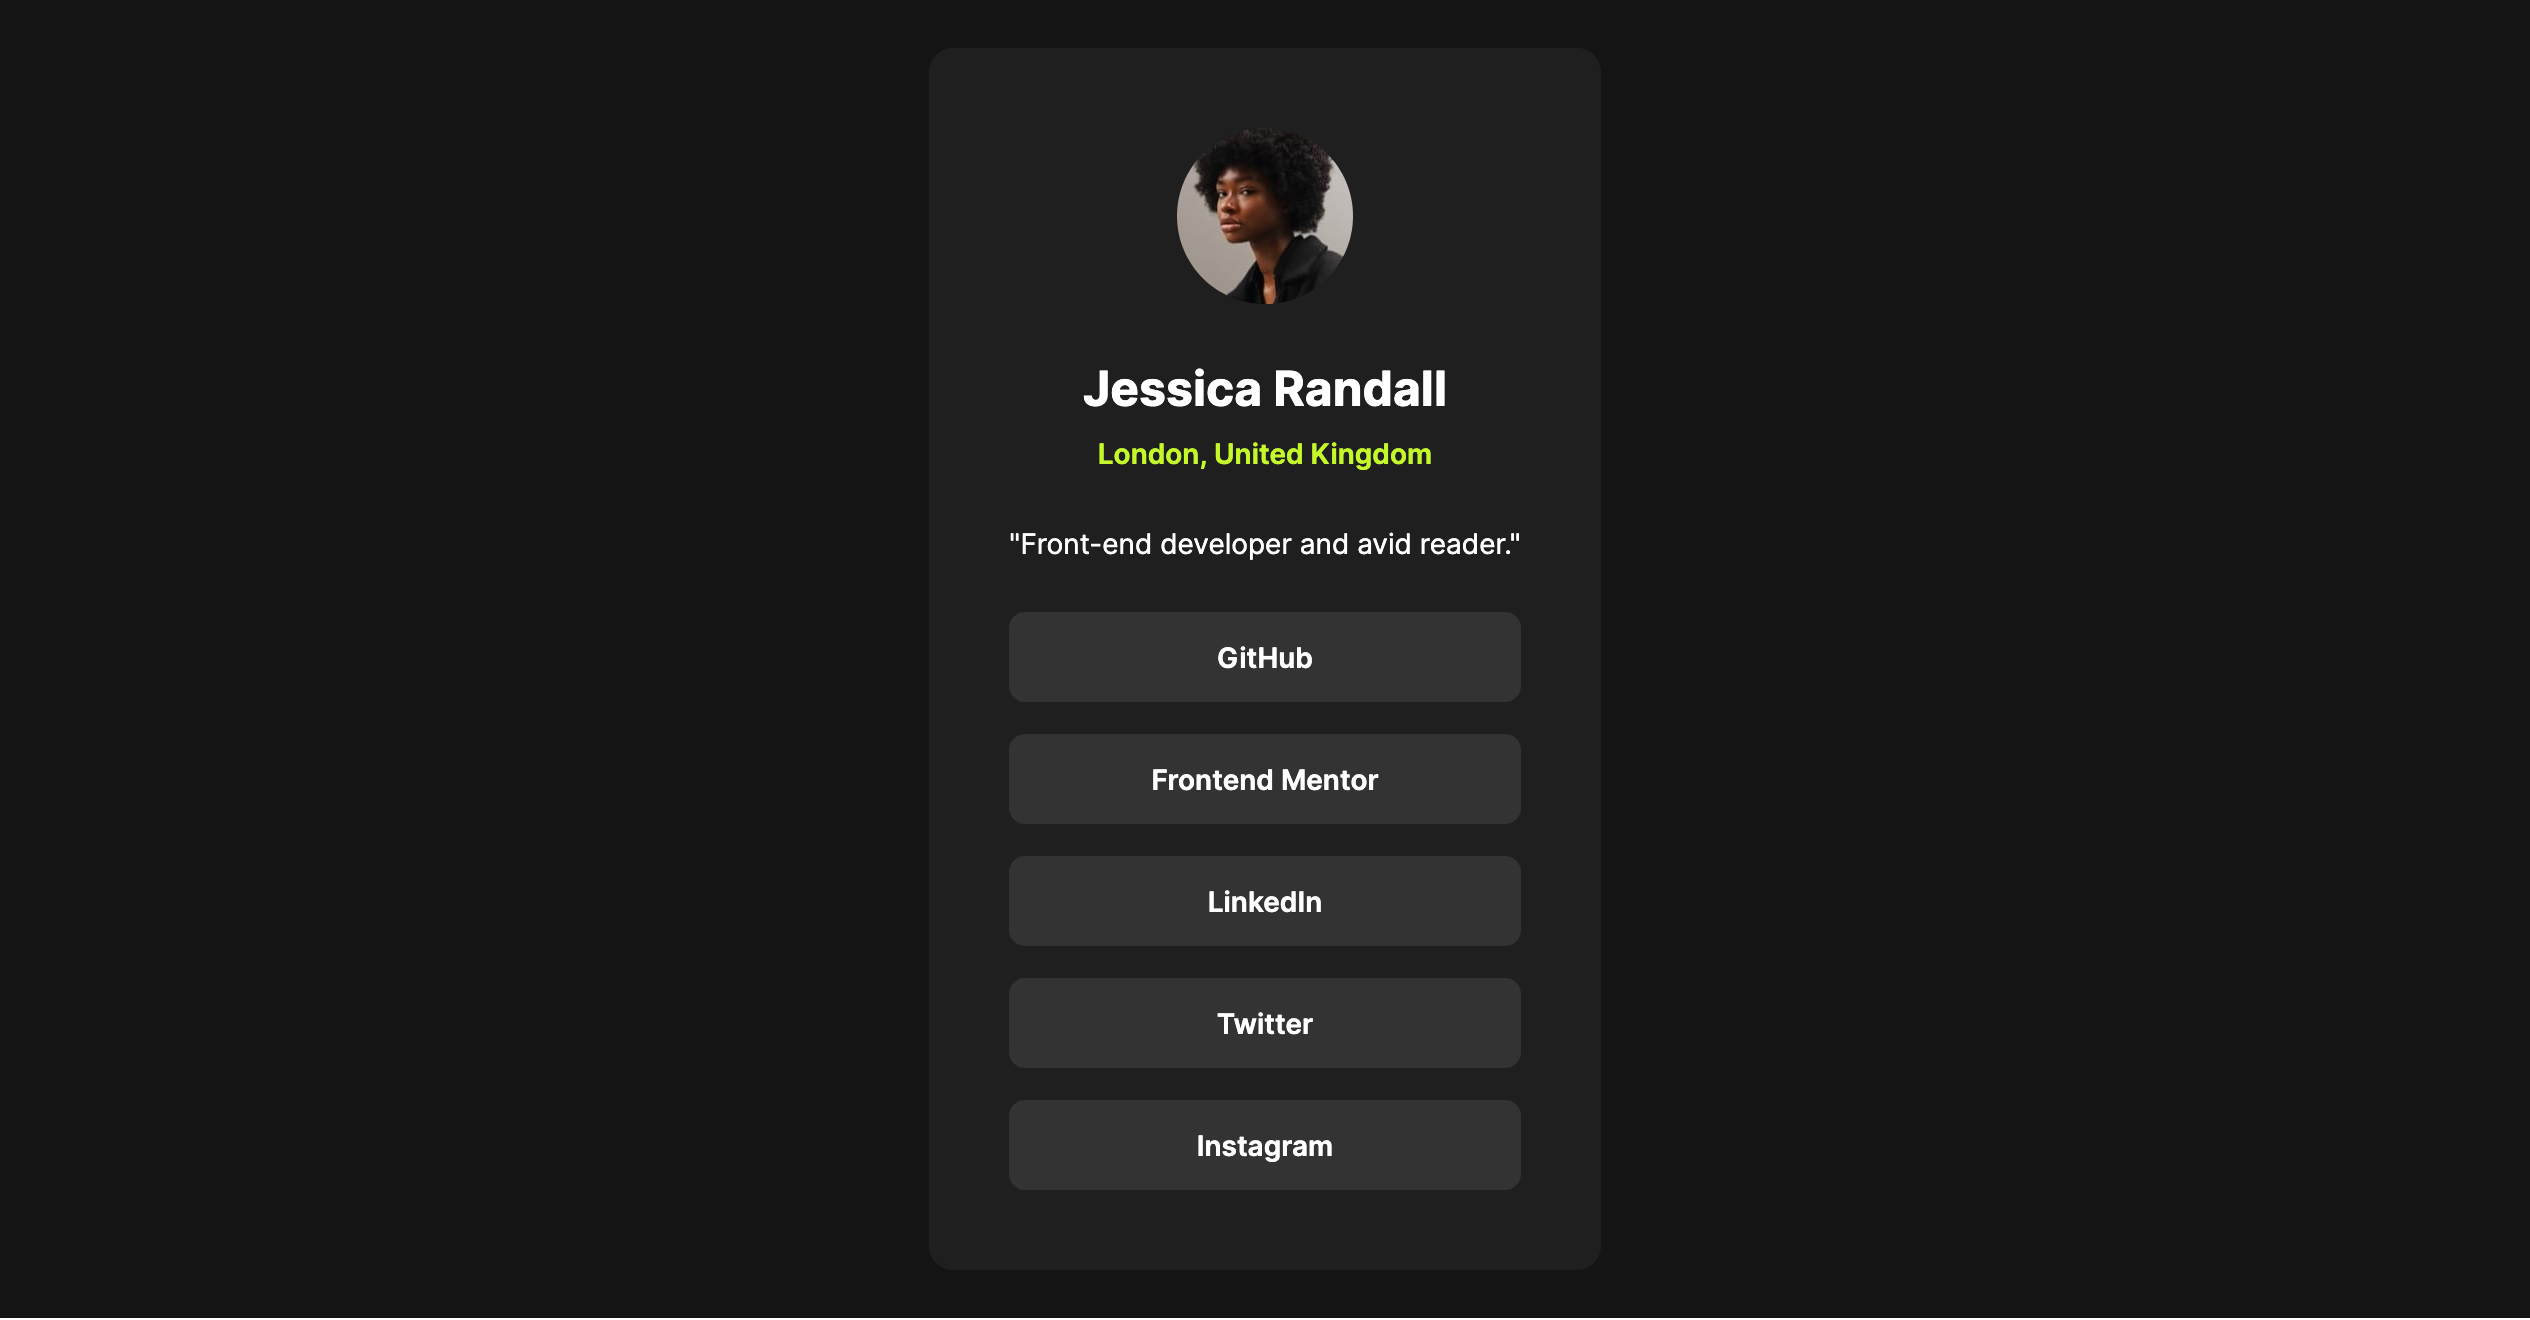 Jessica Randall
London, United Kingdom
"Front-end developer and avid reader."
GitHub
Frontend Mentor
LinkedIn
Twitter
Instagram